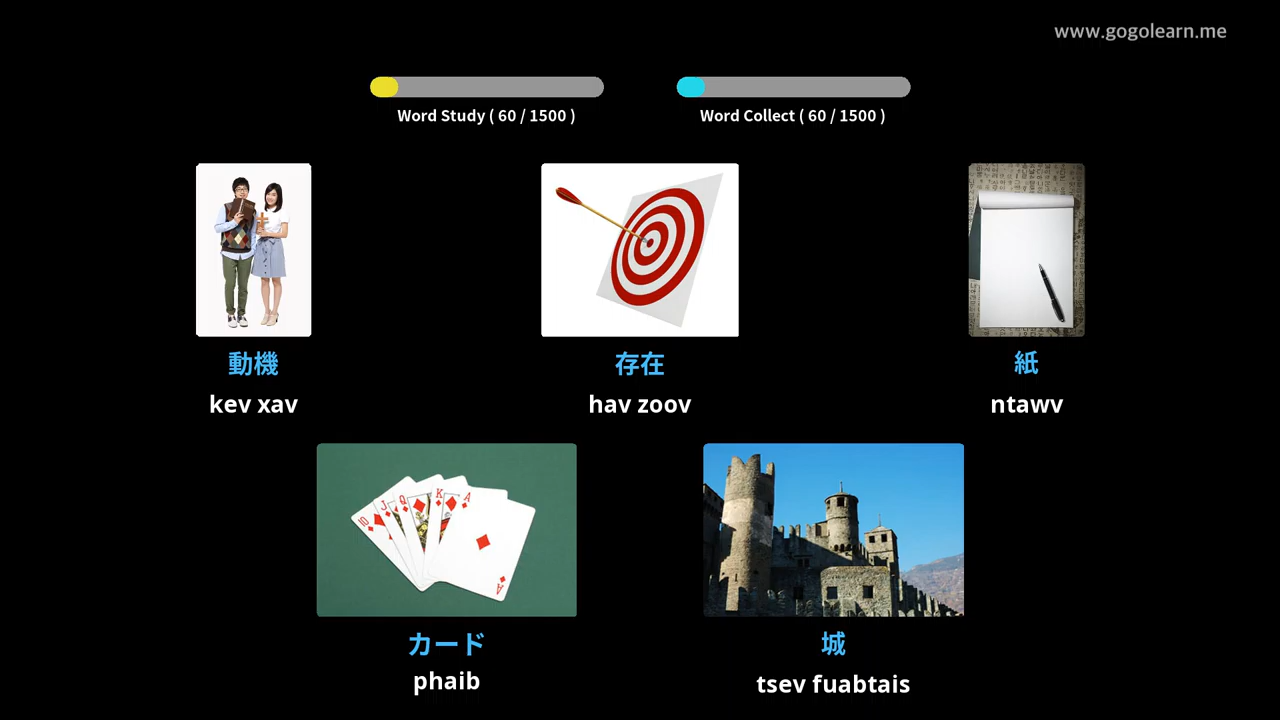 www.gogolearn.me
Word Study ( 60 / 1500 )
Word Collect ( 60 / 1500 )
動機
存在
紙
kev xav
hav zoov
ntawv
10 J Q K A
A
カード
城
phaib
tsev fuabtais